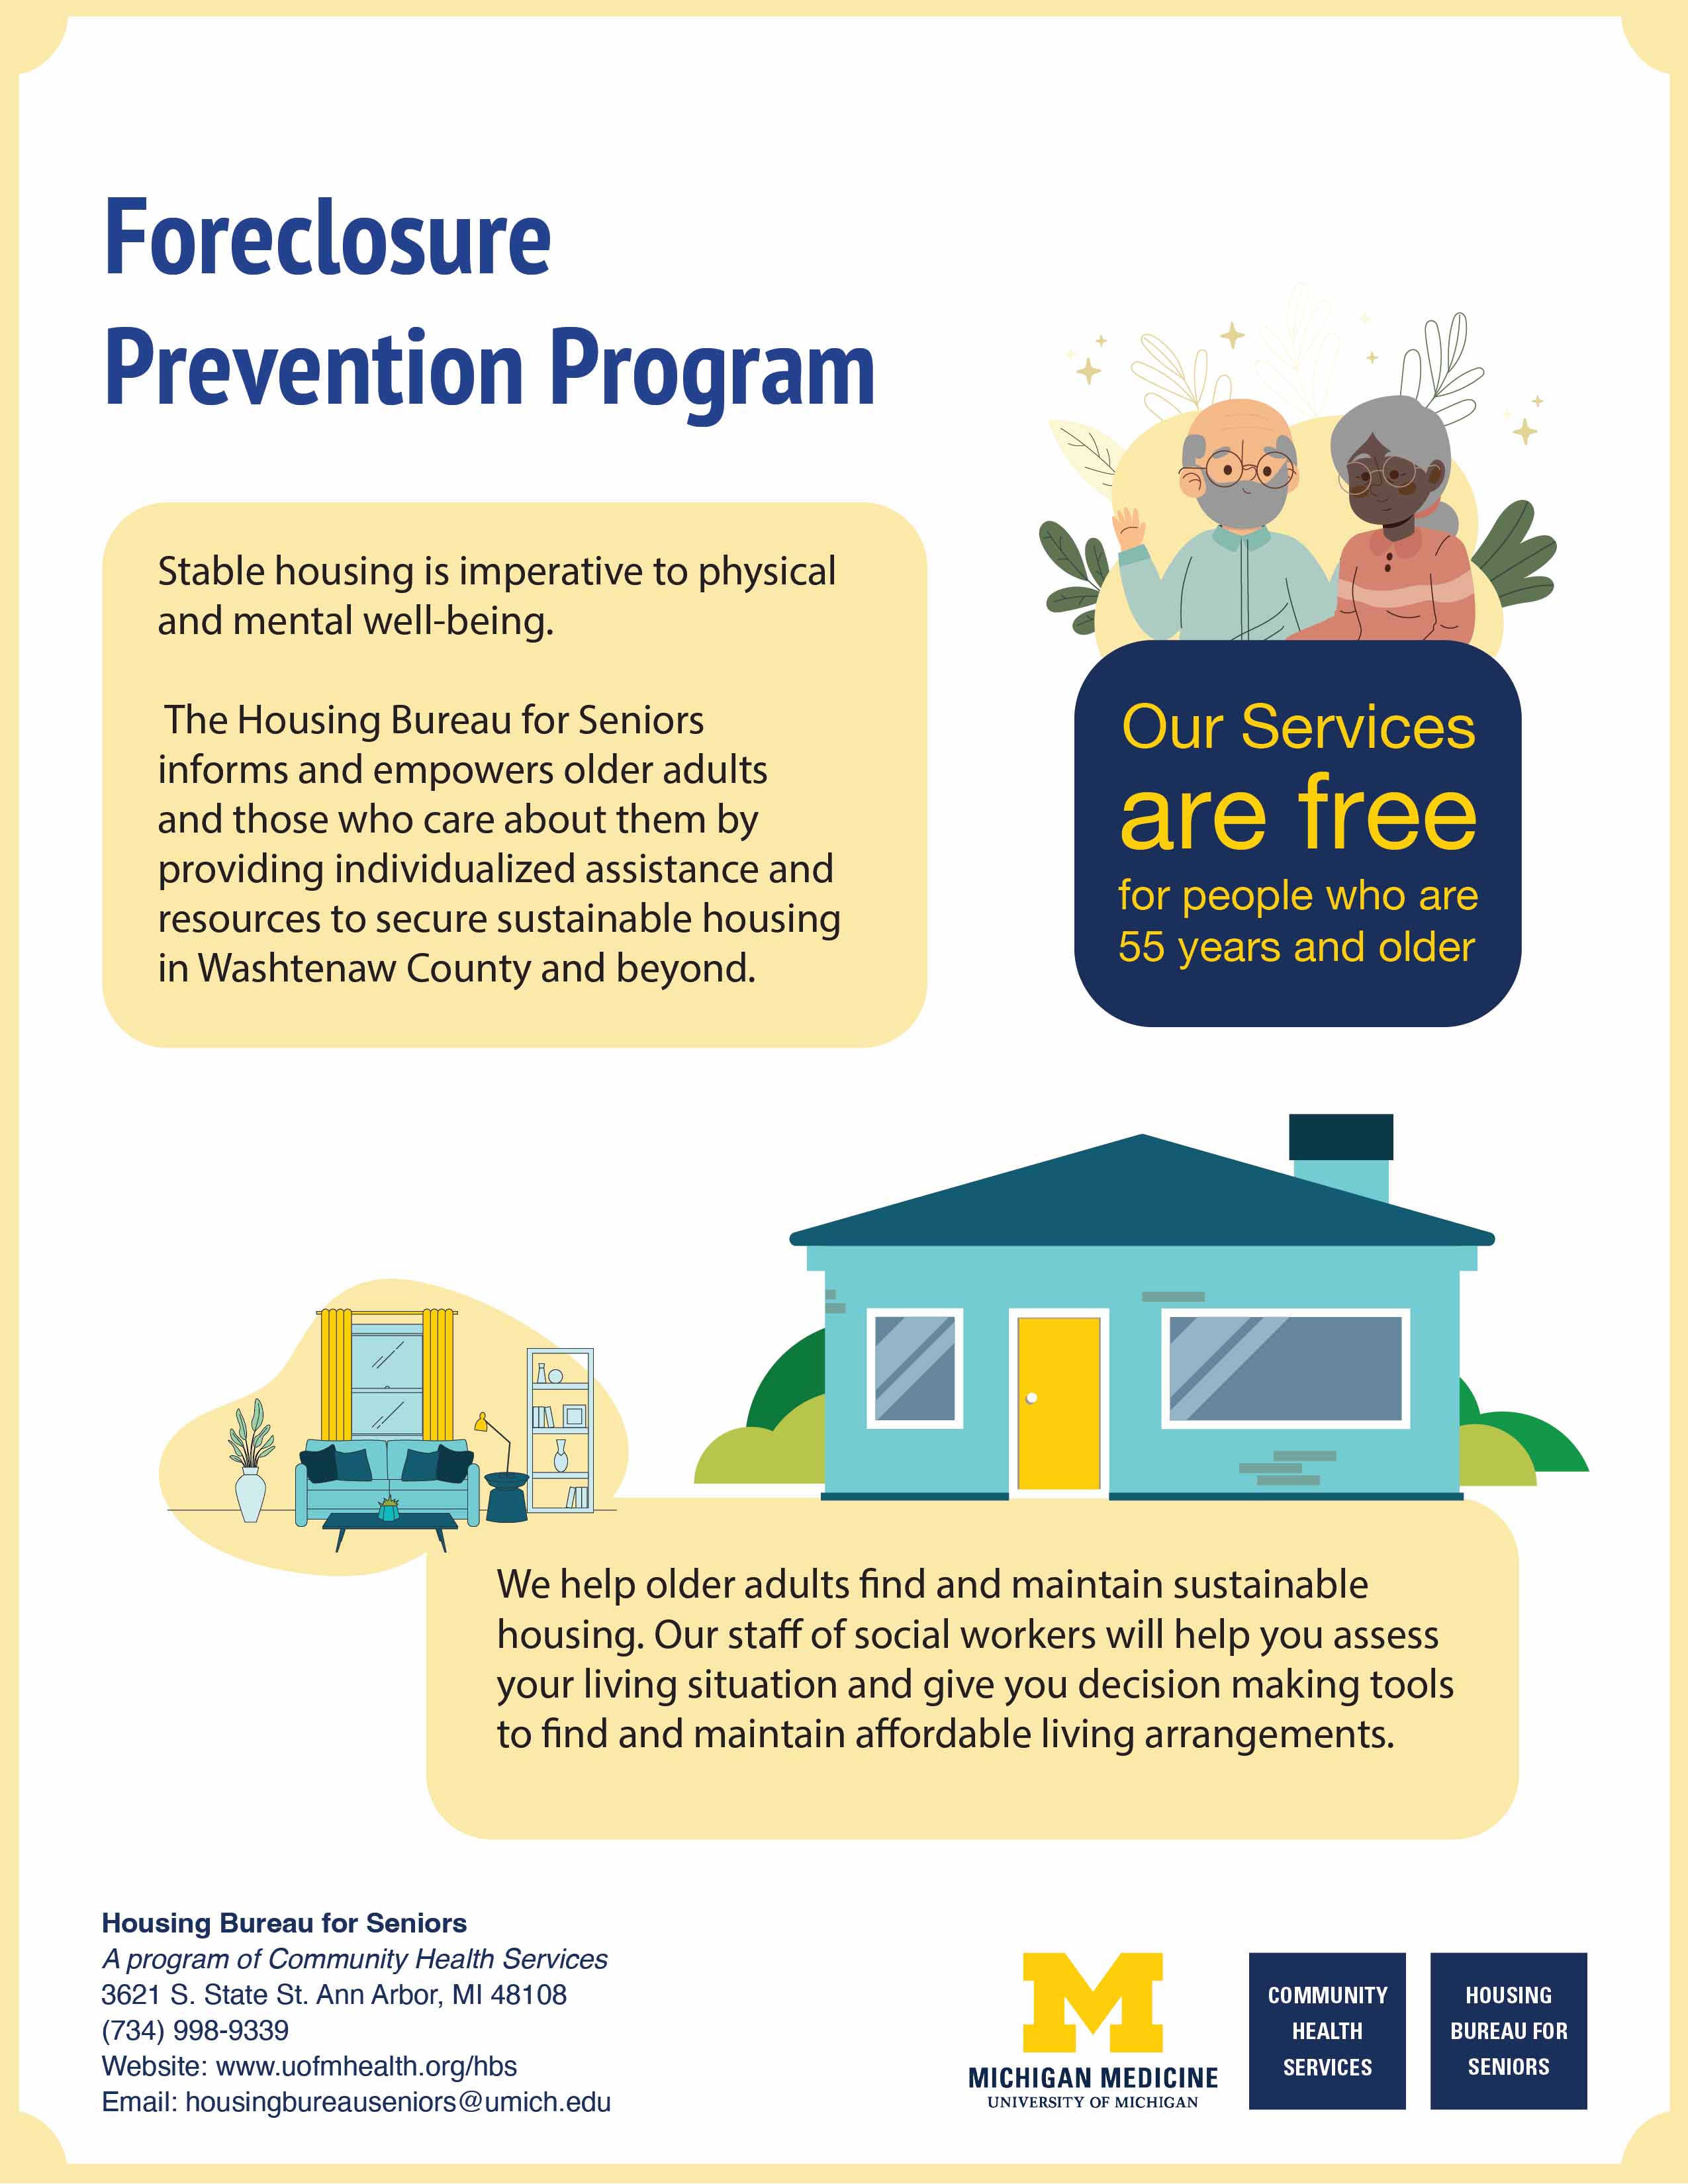 Foreclosure
Prevention Program
Stable housing is imperative to physical
and mental well-being.
The Housing Bureau for Seniors
informs and empowers older adults
and those who care about them by
providing individualized assistance and
resources to secure sustainable housing
in Washtenaw County and beyond.
Our Services
are free
for people who are
55 years and older
We help older adults find and maintain sustainable
housing. Our staff of social workers will help you assess
your living situation and give you decision making tools
to find and maintain affordable living arrangements.
Housing Bureau for Seniors
A program of Community Health Services
3621 S. State St. Ann Arbor, MI 48108
(734) 998-9339
Website: www.uofmhealth.org/hbs
Email: housingbureauseniors@umich.edu
M
MICHIGAN MEDICINE
UNIVERSITY OF MICHIGAN
COMMUNITY
HEALTH
SERVICES
HOUSING
BUREAU FOR
SENIORS